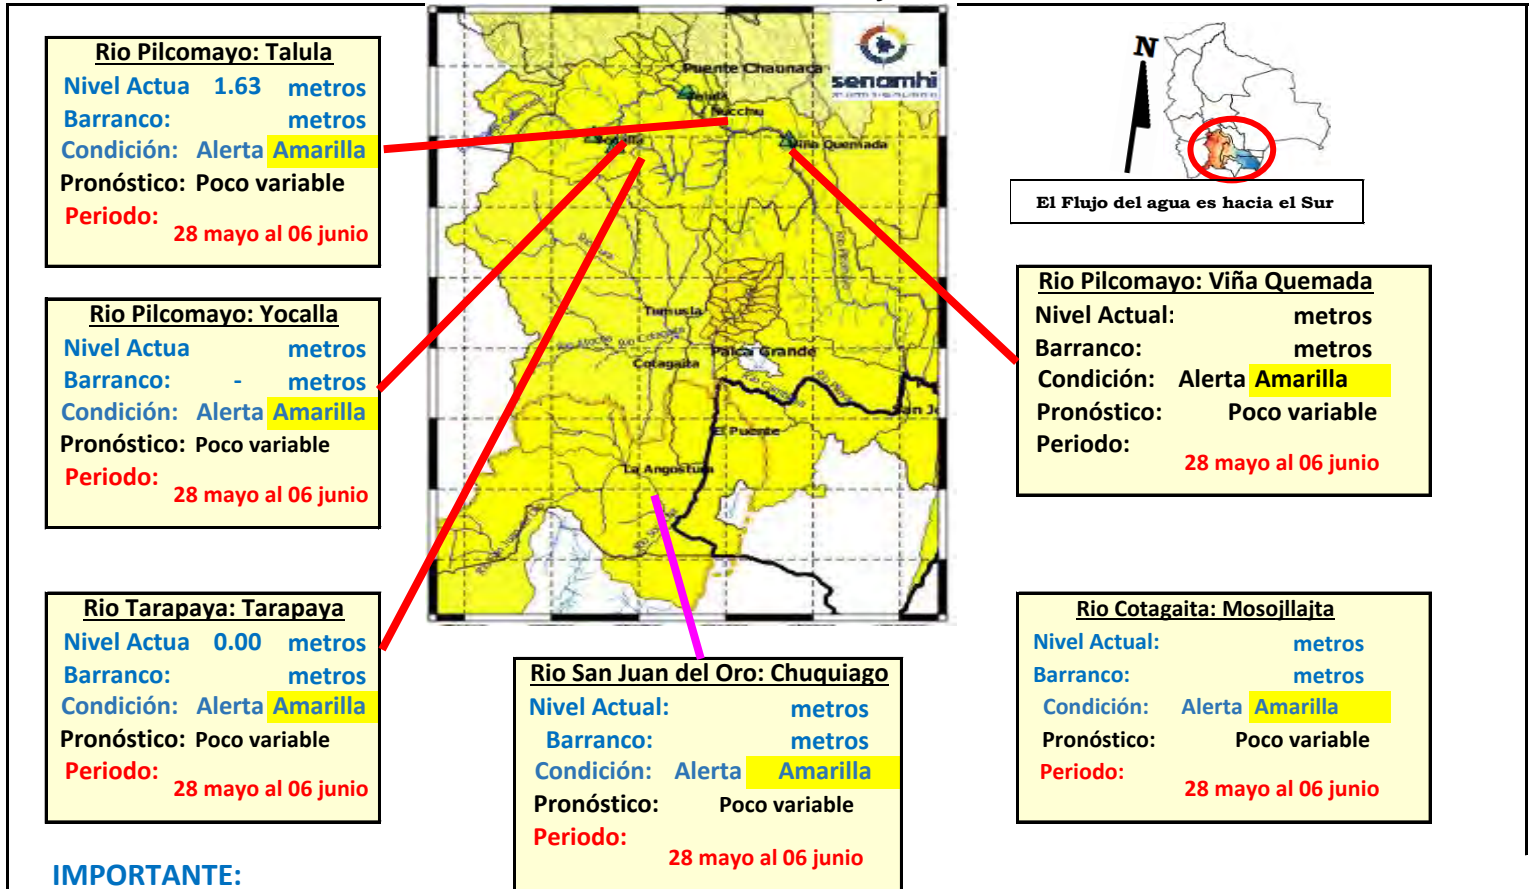 Rio Pilcomayo: Talula
Nivel Actua 1.63 metros
Barranco: metros
Condición: Alerta Amarilla
Pronóstico: Poco variable
Periodo:
28 mayo al 06 junio
Rio Pilcomayo: Yocalla
Nivel Actua metros
Barranco: - metros
Condición: Alerta Amarilla
Pronóstico: Poco variable
Periodo:
28 mayo al 06 junio
Rio Tarapaya: Tarapaya
Nivel Actua 0.00 metros
Barranco: metros
Condición: Alerta Amarilla
Pronóstico: Poco variable
Periodo:
28 mayo al 06 junio
IMPORTANTE:
senamhi
Puente Chaunaca
Viña Quemada
Tumusla
Rio Cotagaita
Palca Grande
Cotagaita
El Puente
La Angostura
Rio San Juan del Oro: Chuquiago
Nivel Actual: metros
Barranco: metros
Condición: Alerta Amarilla
Pronóstico: Poco variable
Periodo:
28 mayo al 06 junio
N
El Flujo del agua es hacia el Sur
Rio Pilcomayo: Viña Quemada
Nivel Actual: metros
Barranco: metros
Condición: Alerta Amarilla
Pronóstico: Poco variable
Periodo:
28 mayo al 06 junio
Rio Cotagaita: Mosojllajta
Nivel Actual: metros
Barranco: metros
Condición: Alerta Amarilla
Pronóstico: Poco variable
Periodo:
28 mayo al 06 junio